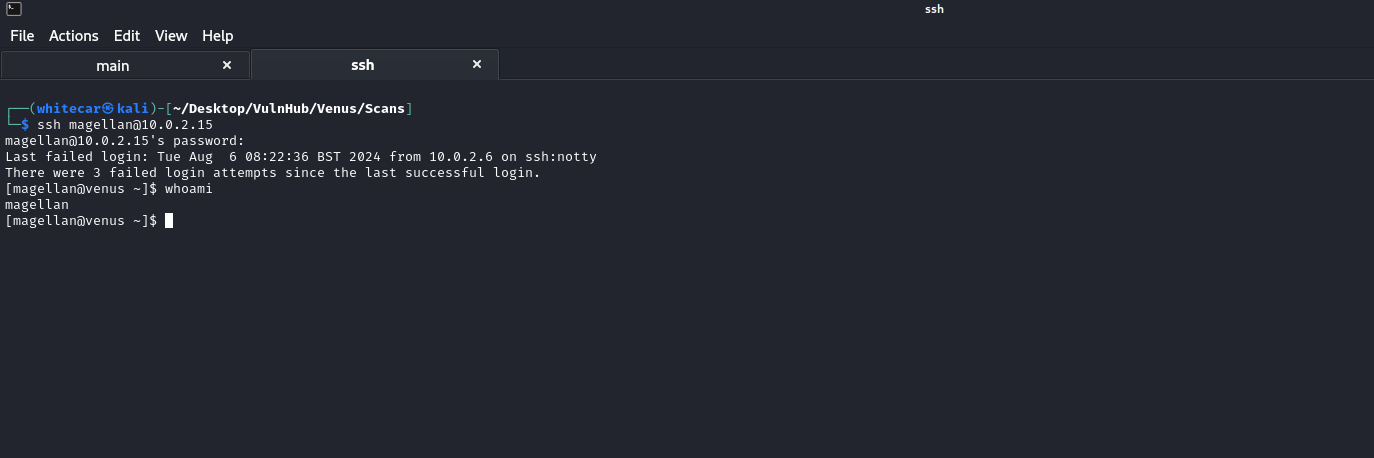 ssh
File Actions Edit View Help
main × ssh ×
┌──(whitecar㉿kali)-[~/Desktop/VulnHub/Venus/Scans]
└─$ ssh magellan@10.0.2.15
magellan@10.0.2.15's password:
Last failed login: Tue Aug  6 08:22:36 BST 2024 from 10.0.2.6 on ssh:notty
There were 3 failed login attempts since the last successful login.
[magellan@venus ~]$ whoami
magellan
[magellan@venus ~]$